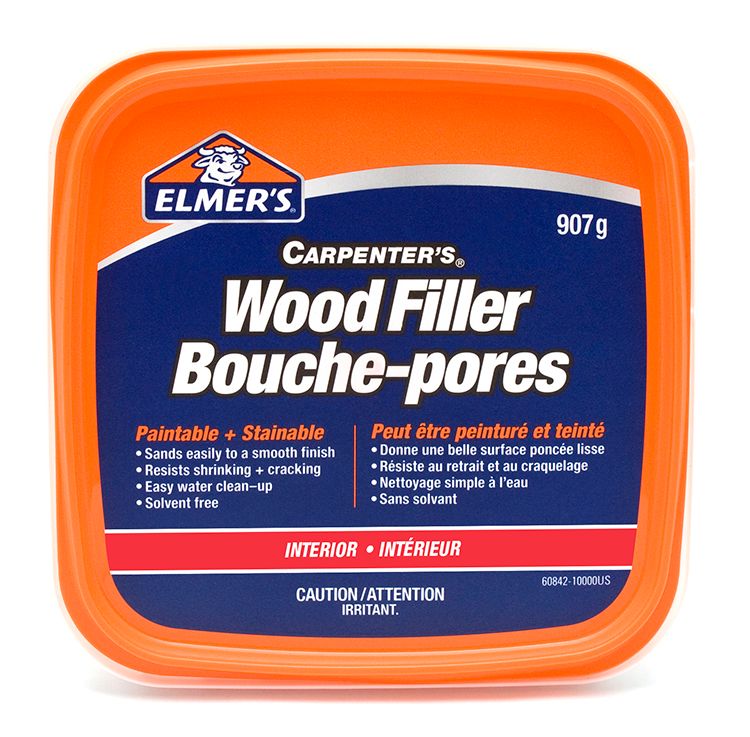 ELMER'S®
907g
CARPENTER'S®
Wood Filler
Bouche-pores
Paintable + Stainable
• Sands easily to a smooth finish
• Resists shrinking + cracking
• Easy water clean–up
• Solvent free
Peut être peinturé et teinté
• Donne une belle surface poncée lisse
• Résiste au retrait et au craquelage
• Nettoyage simple à l'eau
• Sans solvant
INTERIOR • INTÉRIEUR
60842-10000US
CAUTION/ATTENTION
IRRITANT.